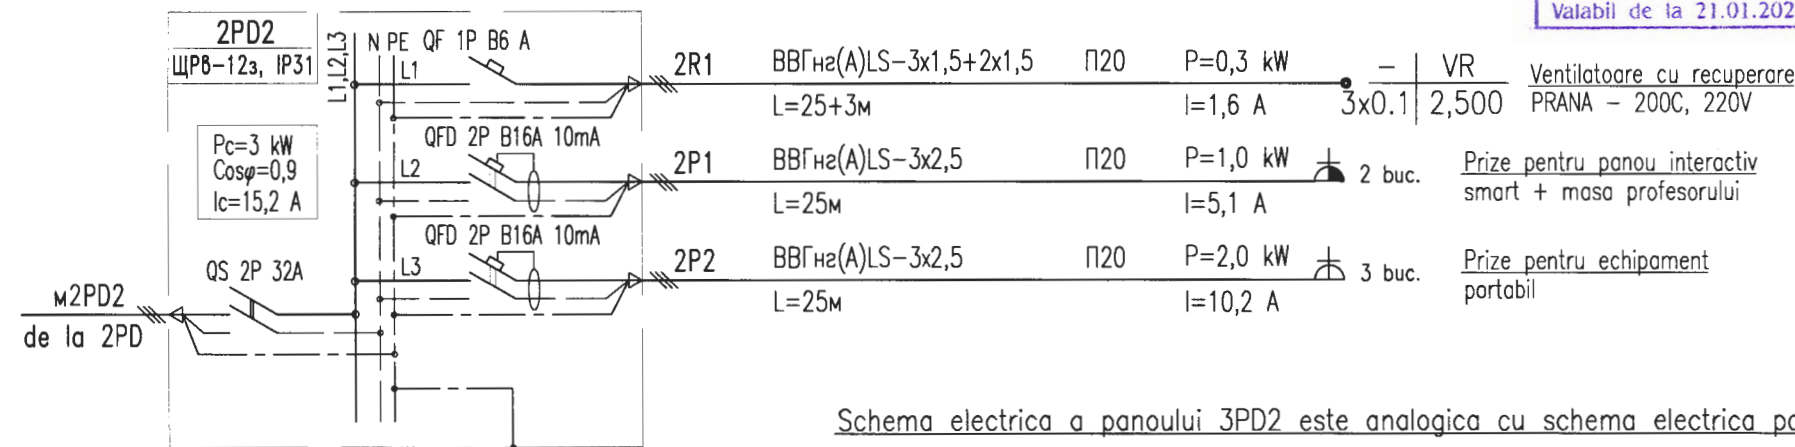 Valabil de la 21.01.202
2PD2
ЩРв-12з, IP31
L1,L2,L3
N PE QF 1P B6 A
L1
2R1
ВВГнг(A)LS-3x1,5+2x1,5
П20
P=0,3 kW
L=25+3м
I=1,6 A
- VR
3x0.1 2,500
Ventilatoare cu recuperare
PRANA - 200C, 220V
Pc=3 kW
Cosφ=0,9
Ic=15,2 A
QFD 2P B16A 10mA
L2
2P1
ВВГнг(A)LS-3x2,5
П20
P=1,0 kW
L=25м
I=5,1 A
2 buc.
Prize pentru panou interactiv
smart + masa profesorului
QFD 2P B16A 10mA
L3
2P2
ВВГнг(A)LS-3x2,5
П20
P=2,0 kW
L=25м
I=10,2 A
3 buc.
Prize pentru echipament
portabil
QS 2P 32A
м2PD2
de la 2PD
Schema electrica a panoului 3PD2 este analogica cu schema electrica pa